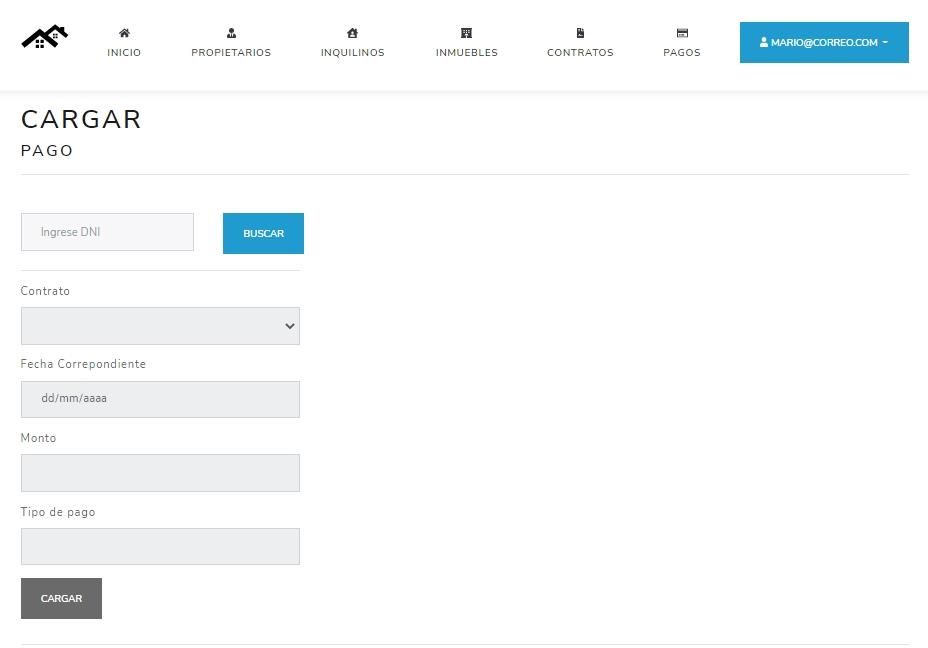 INICIO
PROPIETARIOS
INQUILINOS
INMUEBLES
CONTRATOS
PAGOS
MARIO@CORREO.COM
CARGAR
PAGO
Ingrese DNI
BUSCAR
Contrato
Fecha Correpondiente
dd/mm/aaaa
Monto
Tipo de pago
CARGAR